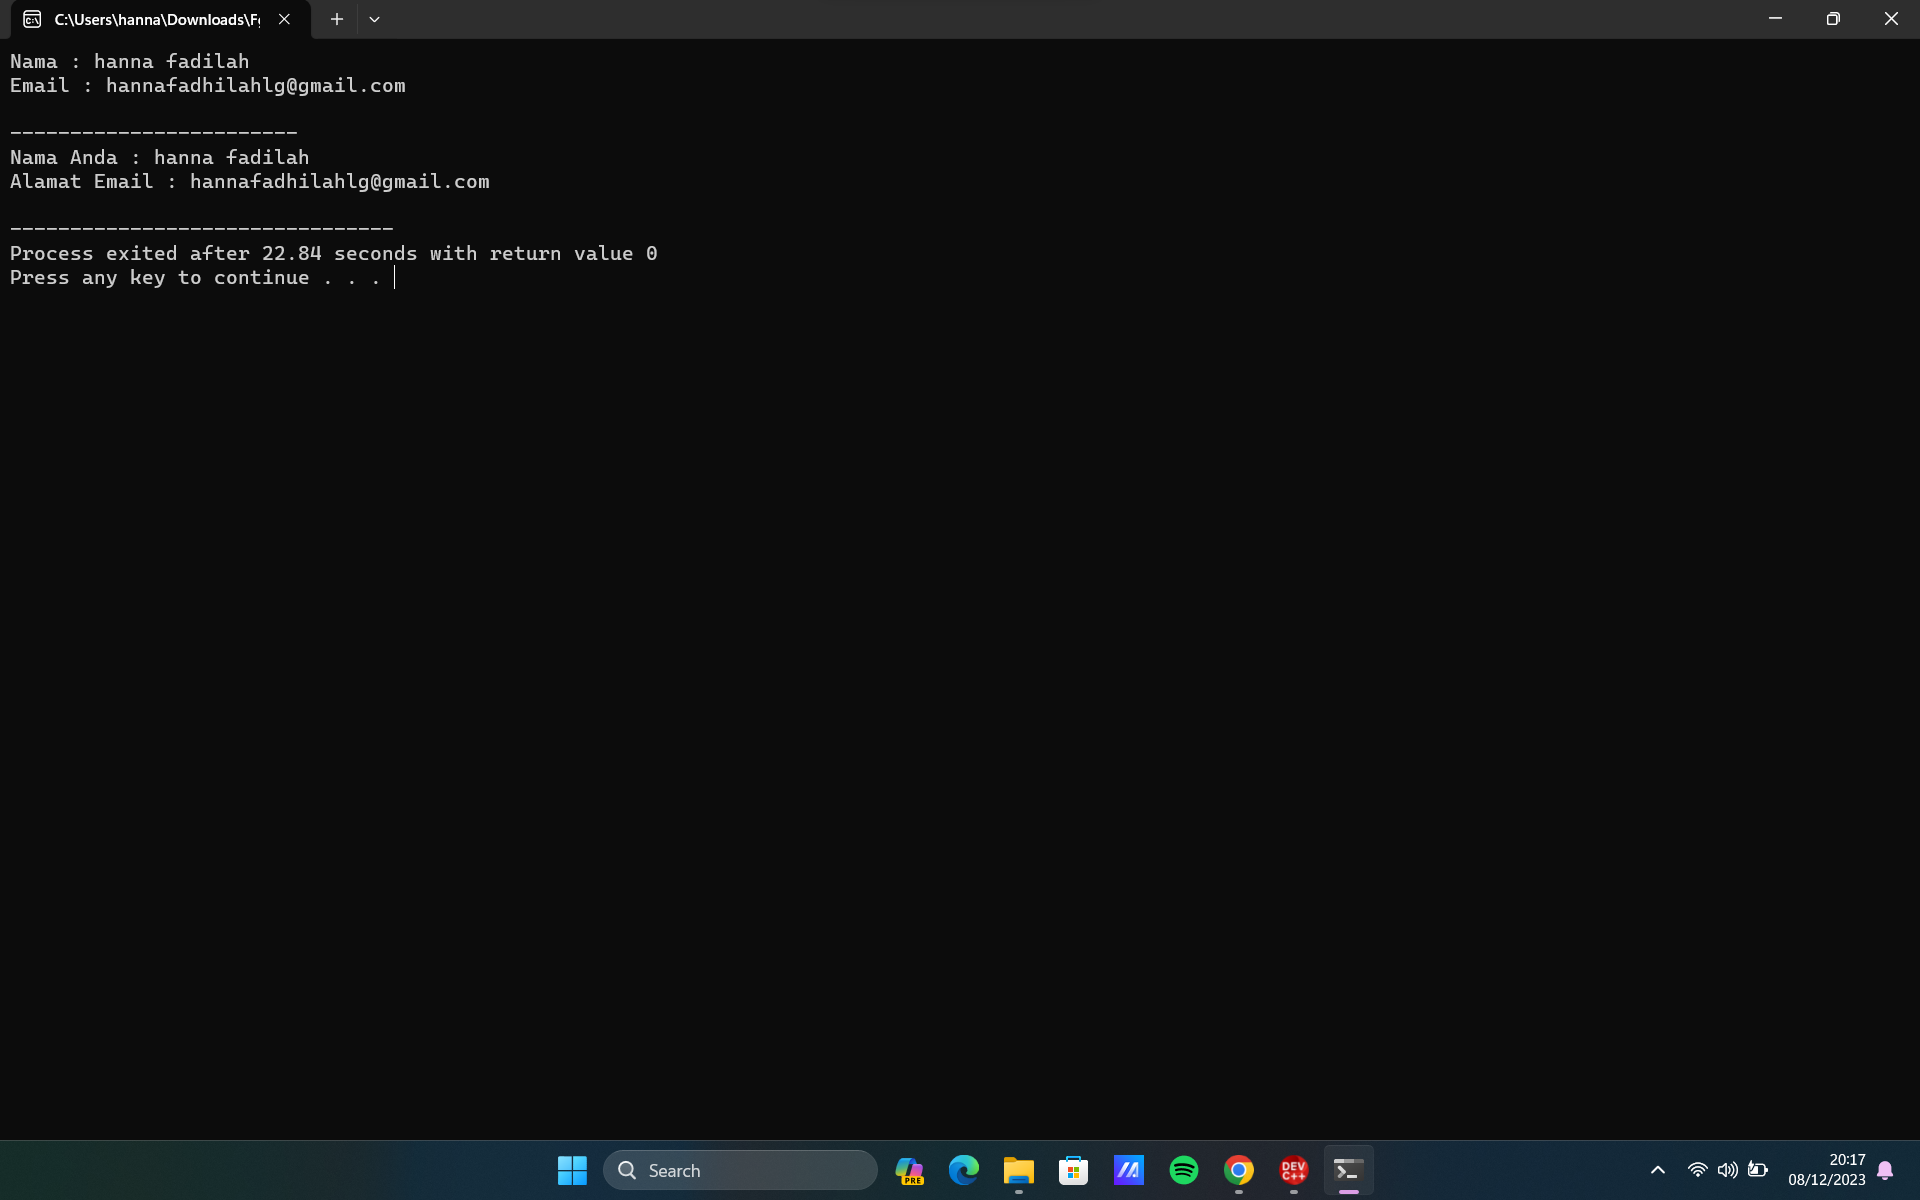 C:\Users\hanna\Downloads\F
Nama : hanna fadilah
Email : hannafadhilahlg@gmail.com
------------------------
Nama Anda : hanna fadilah
Alamat Email : hannafadhilahlg@gmail.com
--------------------------------
Process exited after 22.84 seconds with return value 0
Press any key to continue . . .
Search
PRE
DEV
C++
20:17
08/12/2023